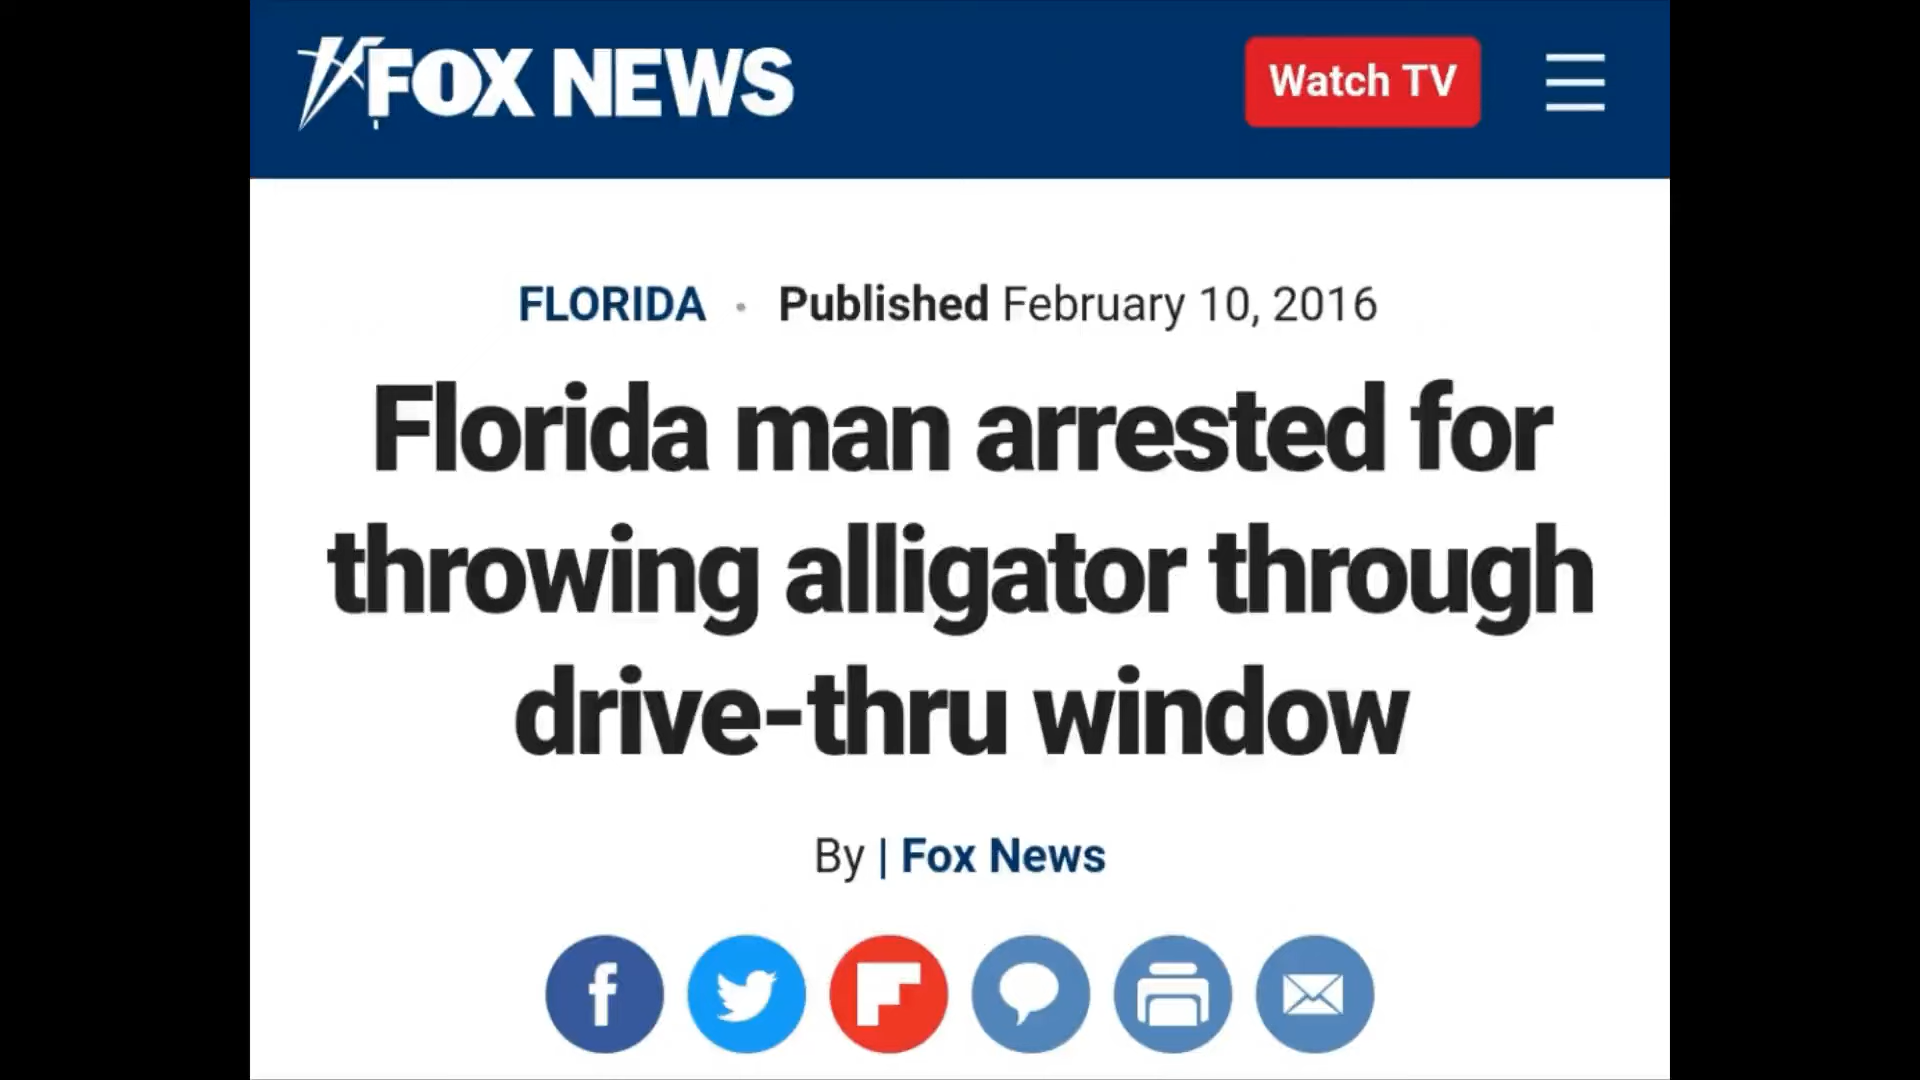 FOX NEWS
Watch TV
FLORIDA · Published February 10, 2016
Florida man arrested for
throwing alligator through
drive-thru window
By | Fox News